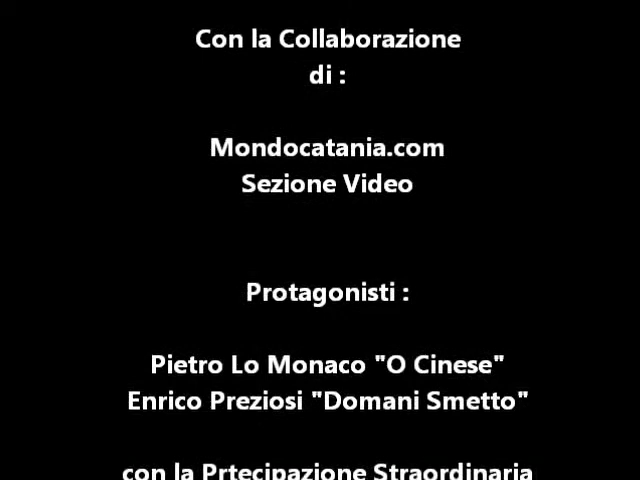 Con la Collaborazione
di :
Mondocatania.com
Sezione Video
Protagonisti :
Pietro Lo Monaco "O Cinese"
Enrico Preziosi "Domani Smetto"
con la Prtecipazione Straordinaria